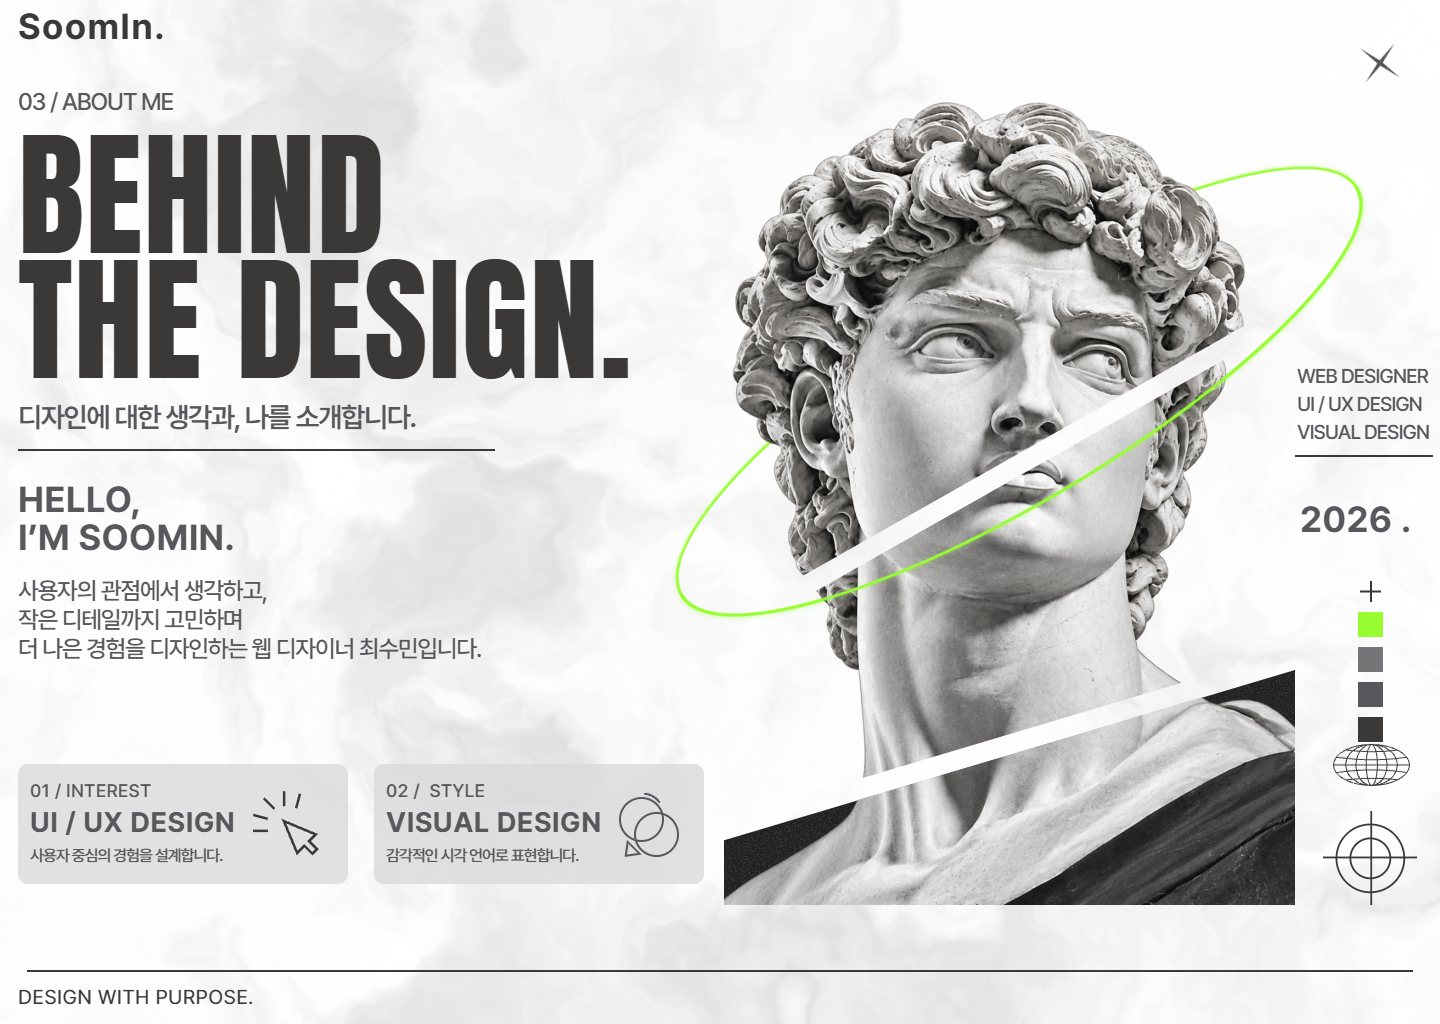 SoomIn.
03 / ABOUT ME
BEHIND
THE DESIGN.
디자인에 대한 생각과, 나를 소개합니다.
HELLO,
I’M SOOMIN.
사용자의 관점에서 생각하고,
작은 디테일까지 고민하며
더 나은 경험을 디자인하는 웹 디자이너 최수민입니다.
01 / INTEREST
UI / UX DESIGN
사용자 중심의 경험을 설계합니다.
02 / STYLE
VISUAL DESIGN
감각적인 시각 언어로 표현합니다.
WEB DESIGNER
UI / UX DESIGN
VISUAL DESIGN
2026 .
DESIGN WITH PURPOSE.